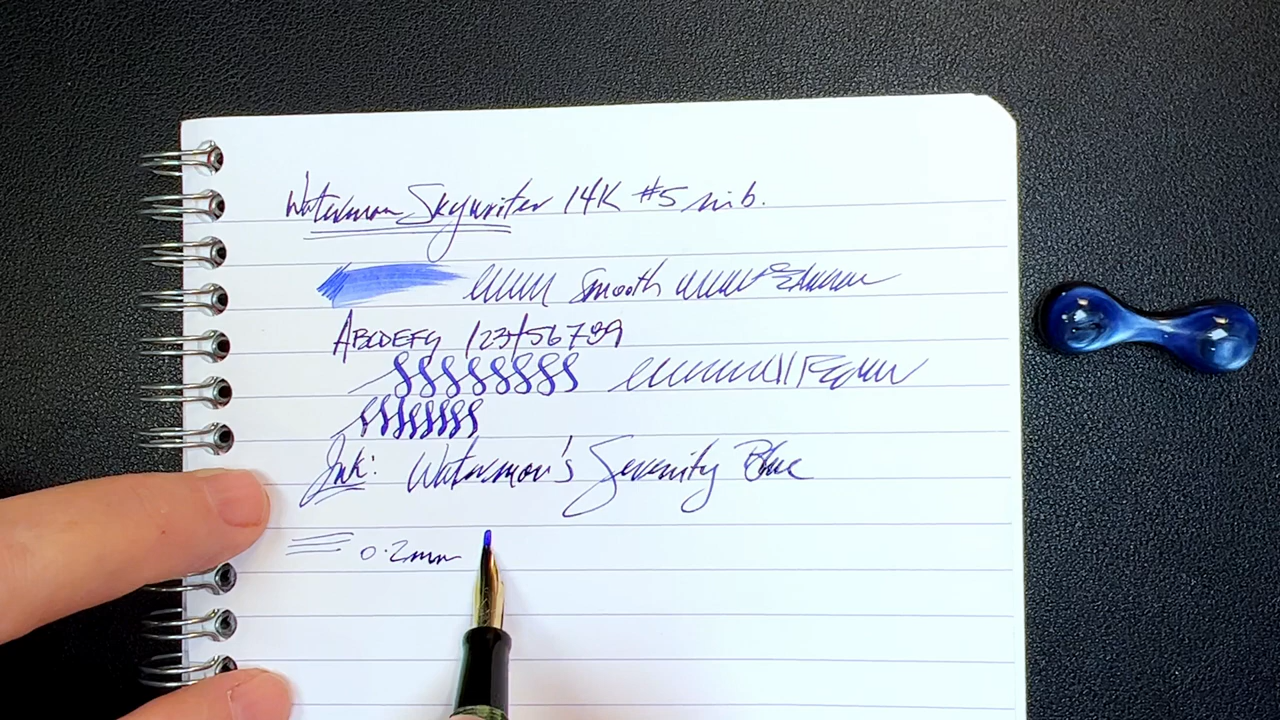 Waterman Skywriter 14K #5 nib.
Smooth
ABCDEFG 123456789
Ink: Waterman's Serenity Blue
0.2mm